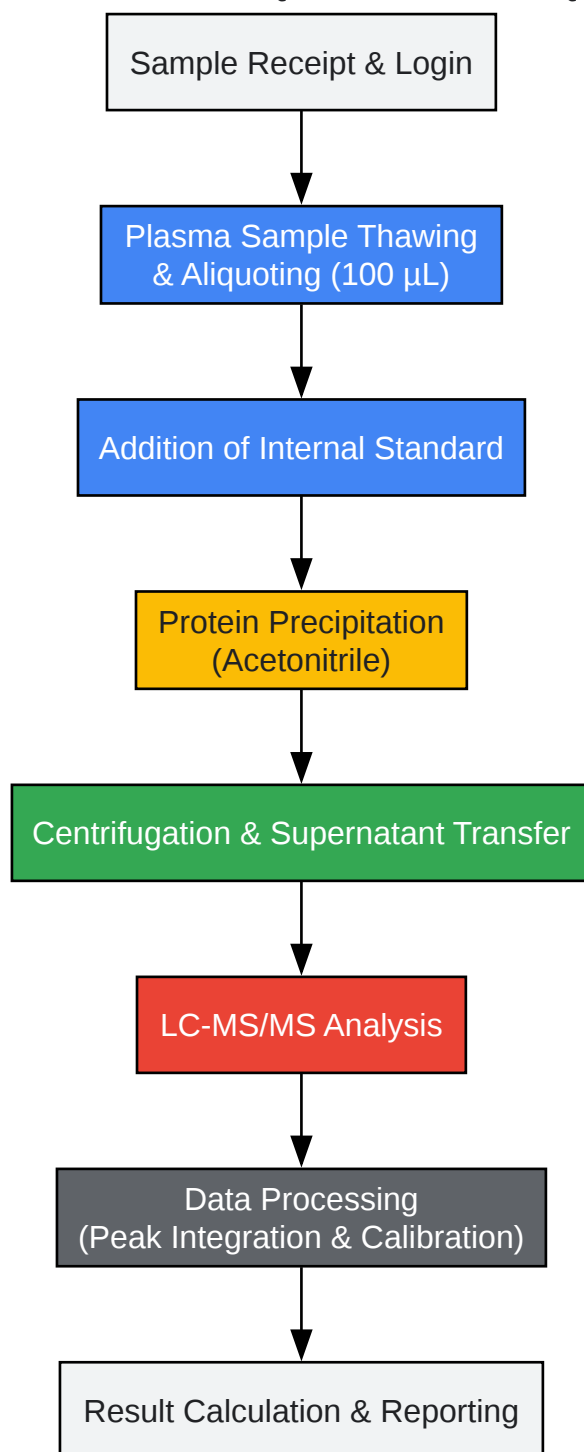 Sample Receipt & Login
Plasma Sample Thawing
& Aliquoting (100 µL)
Addition of Internal Standard
Protein Precipitation
(Acetonitrile)
Centrifugation & Supernatant Transfer
LC-MS/MS Analysis
Data Processing
(Peak Integration & Calibration)
Result Calculation & Reporting